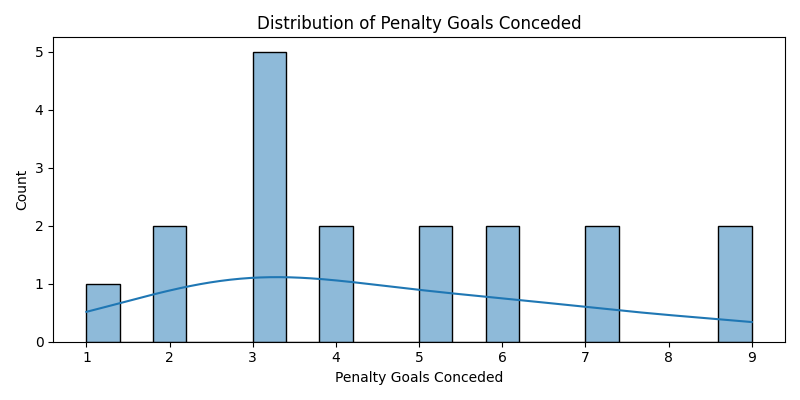 Distribution of Penalty Goals Conceded
Count
5
4
3
2
1
0
1 2 3 4 5 6 7 8 9
Penalty Goals Conceded